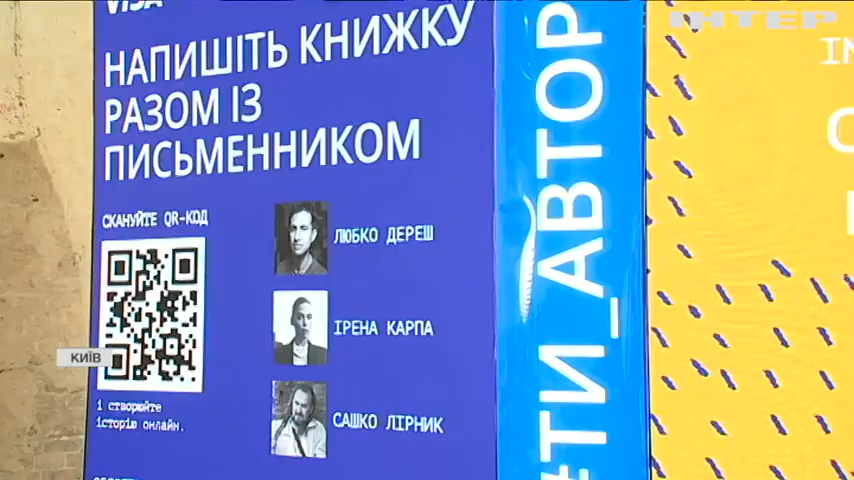 VISA
НАПИШІТЬ КНИЖКУ
РАЗОМ ІЗ
ПИСЬМЕННИКОМ
СКАНУЙТЕ QR-КОД
ЛЮБКО ДЕРЕШ
ІРЕНА КАРПА
САШКО ЛІРНИК
і створюйте
історію онлайн.
#ТИ_АВТОР
ІНТЕР
КИЇВ